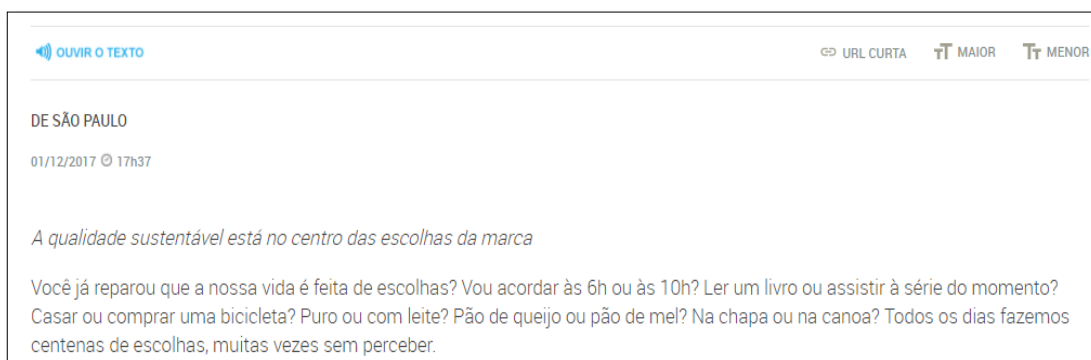 OUVIR O TEXTO URL CURTA MAIOR MENOR
DE SÃO PAULO
01/12/2017 17h37
A qualidade sustentável está no centro das escolhas da marca
Você já reparou que a nossa vida é feita de escolhas? Vou acordar às 6h ou às 10h? Ler um livro ou assistir à série do momento?
Casar ou comprar uma bicicleta? Puro ou com leite? Pão de queijo ou pão de mel? Na chapa ou na canoa? Todos os dias fazemos
centenas de escolhas, muitas vezes sem perceber.